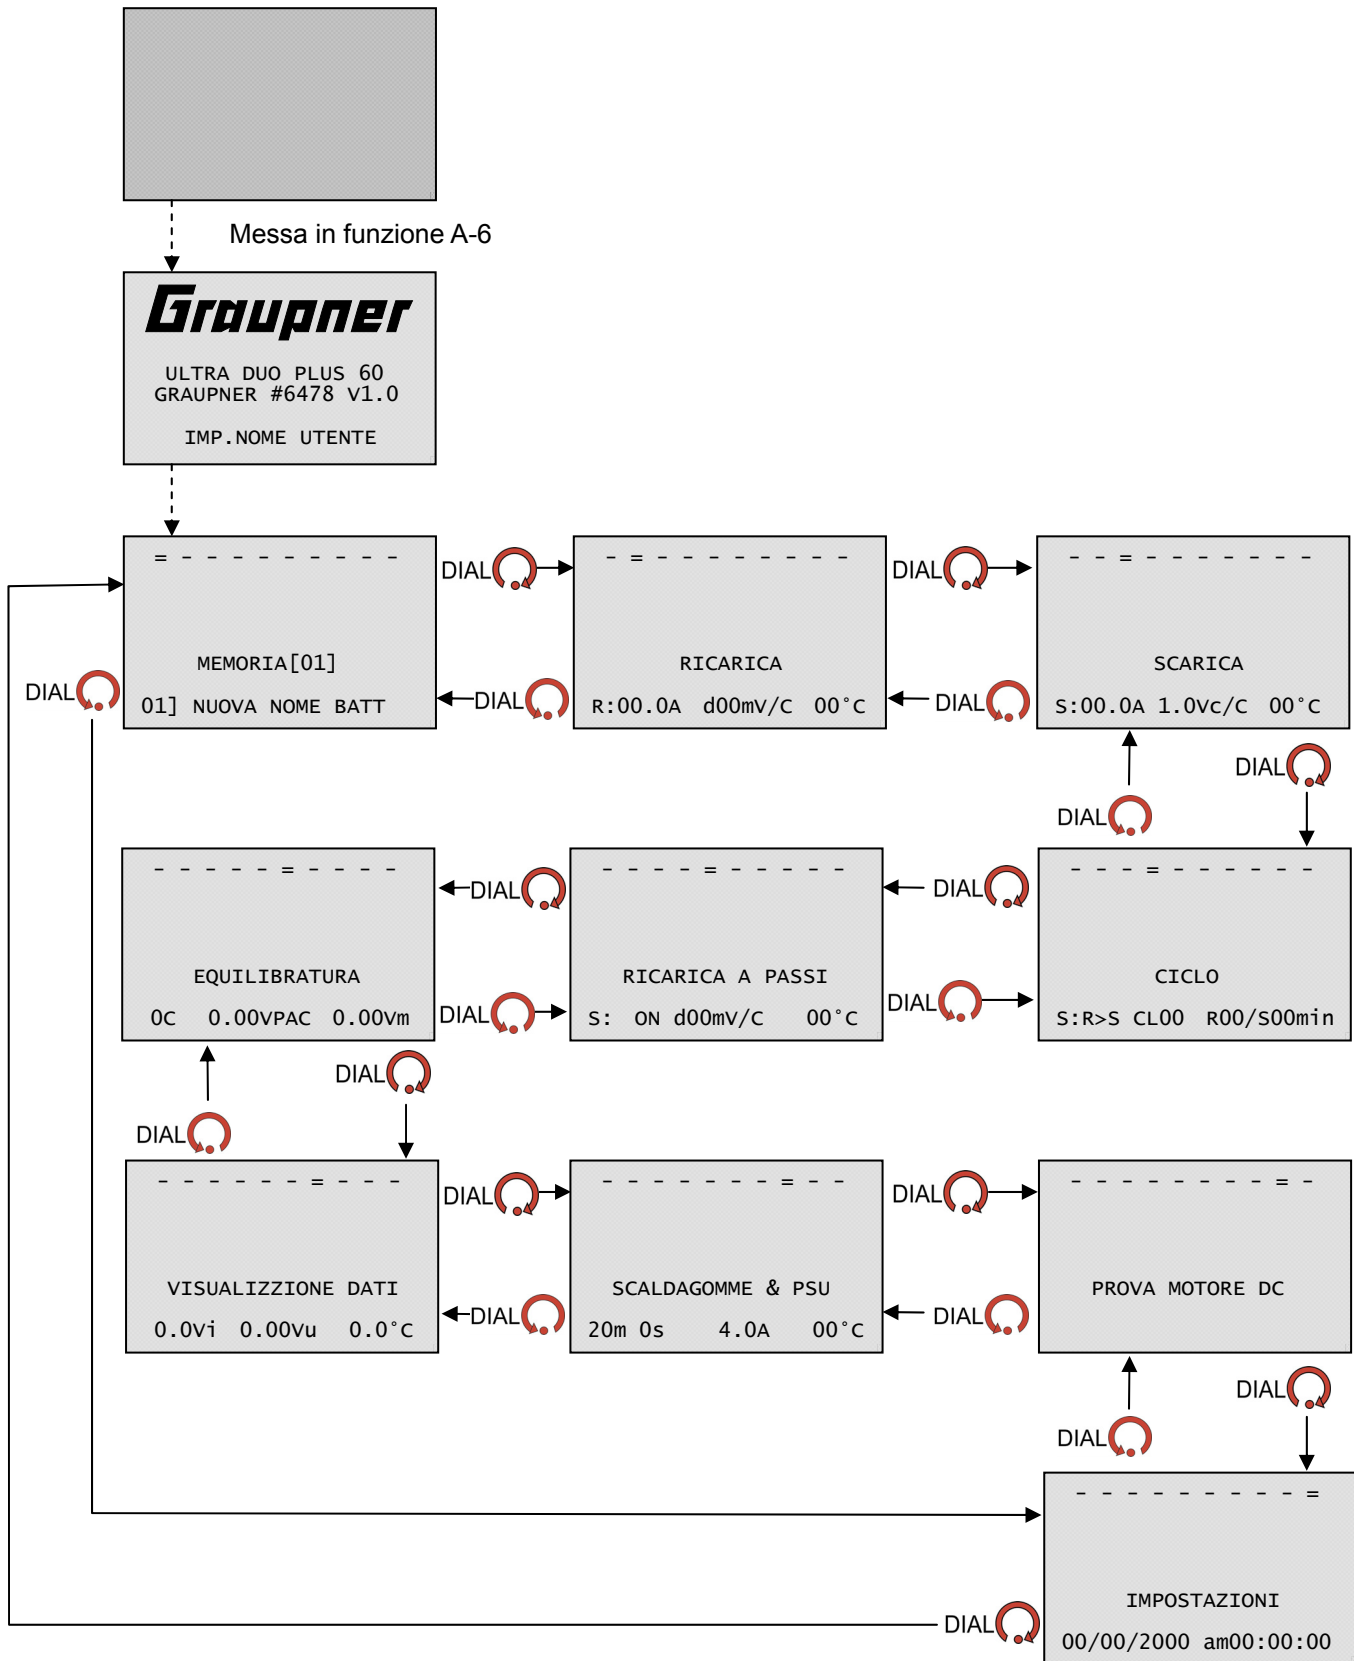 Messa in funzione A-6
Graupner
ULTRA DUO PLUS 60
GRAUPNER #6478 V1.0
IMP.NOME UTENTE
= - - - - - - - - -
MEMORIA[01]
01] NUOVA NOME BATT
DIAL
DIAL
DIAL
- = - - - - - - - -
RICARICA
R:00.0A d00mV/C 00°C
DIAL
DIAL
- - = - - - - - - -
SCARICA
S:00.0A 1.0Vc/C 00°C
DIAL
DIAL
- - - - - = - - - -
EQUILIBRATURA
0C 0.00VPAC 0.00Vm
DIAL
DIAL
- - - - = - - - - -
RICARICA A PASSI
S: ON d00mV/C 00°C
DIAL
DIAL
- - - = - - - - - -
CICLO
S:R>S CL00 R00/S00min
DIAL
DIAL
- - - - - - = - - -
VISUALIZZIONE DATI
0.0Vi 0.00Vu 0.0°C
DIAL
DIAL
- - - - - - - = - -
SCALDAGOMME & PSU
20m 0s 4.0A 00°C
DIAL
DIAL
- - - - - - - - = -
PROVA MOTORE DC
DIAL
DIAL
- - - - - - - - - =
IMPOSTAZIONI
00/00/2000 am00:00:00
DIAL